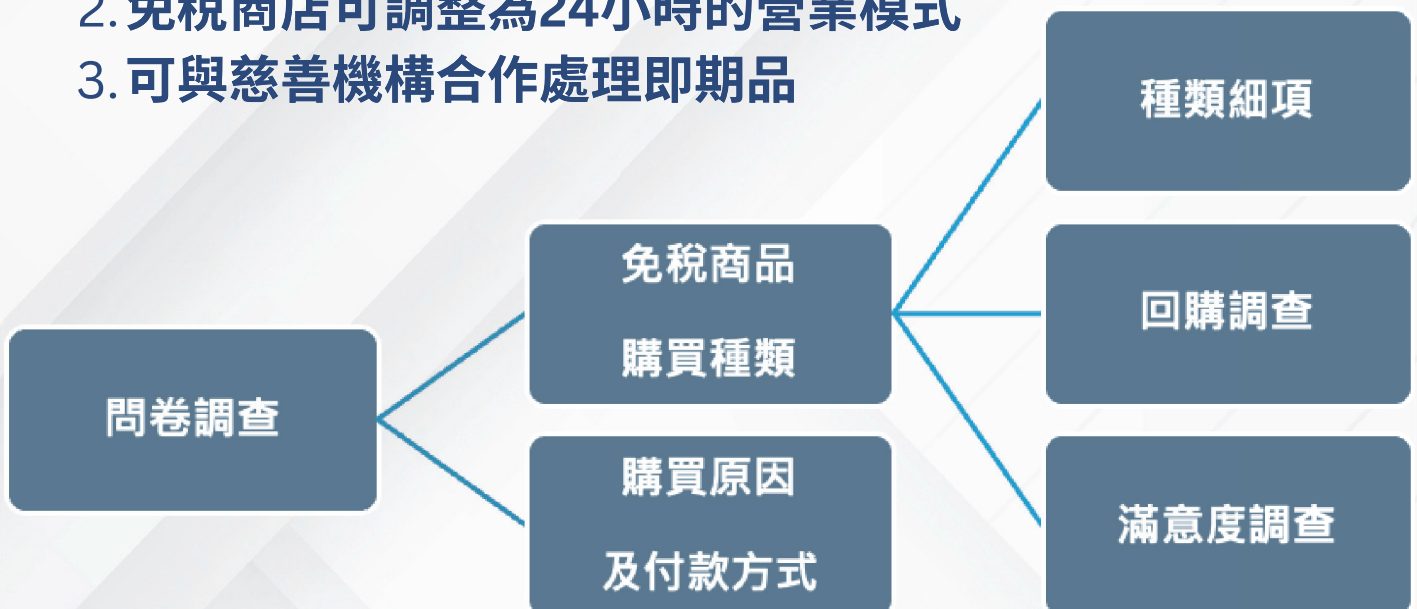 2.免稅商店可調整為24小時的營業模式
3.可與慈善機構合作處理即期品
問卷調查
免稅商品
購買種類
購買原因
及付款方式
種類細項
回購調查
滿意度調查